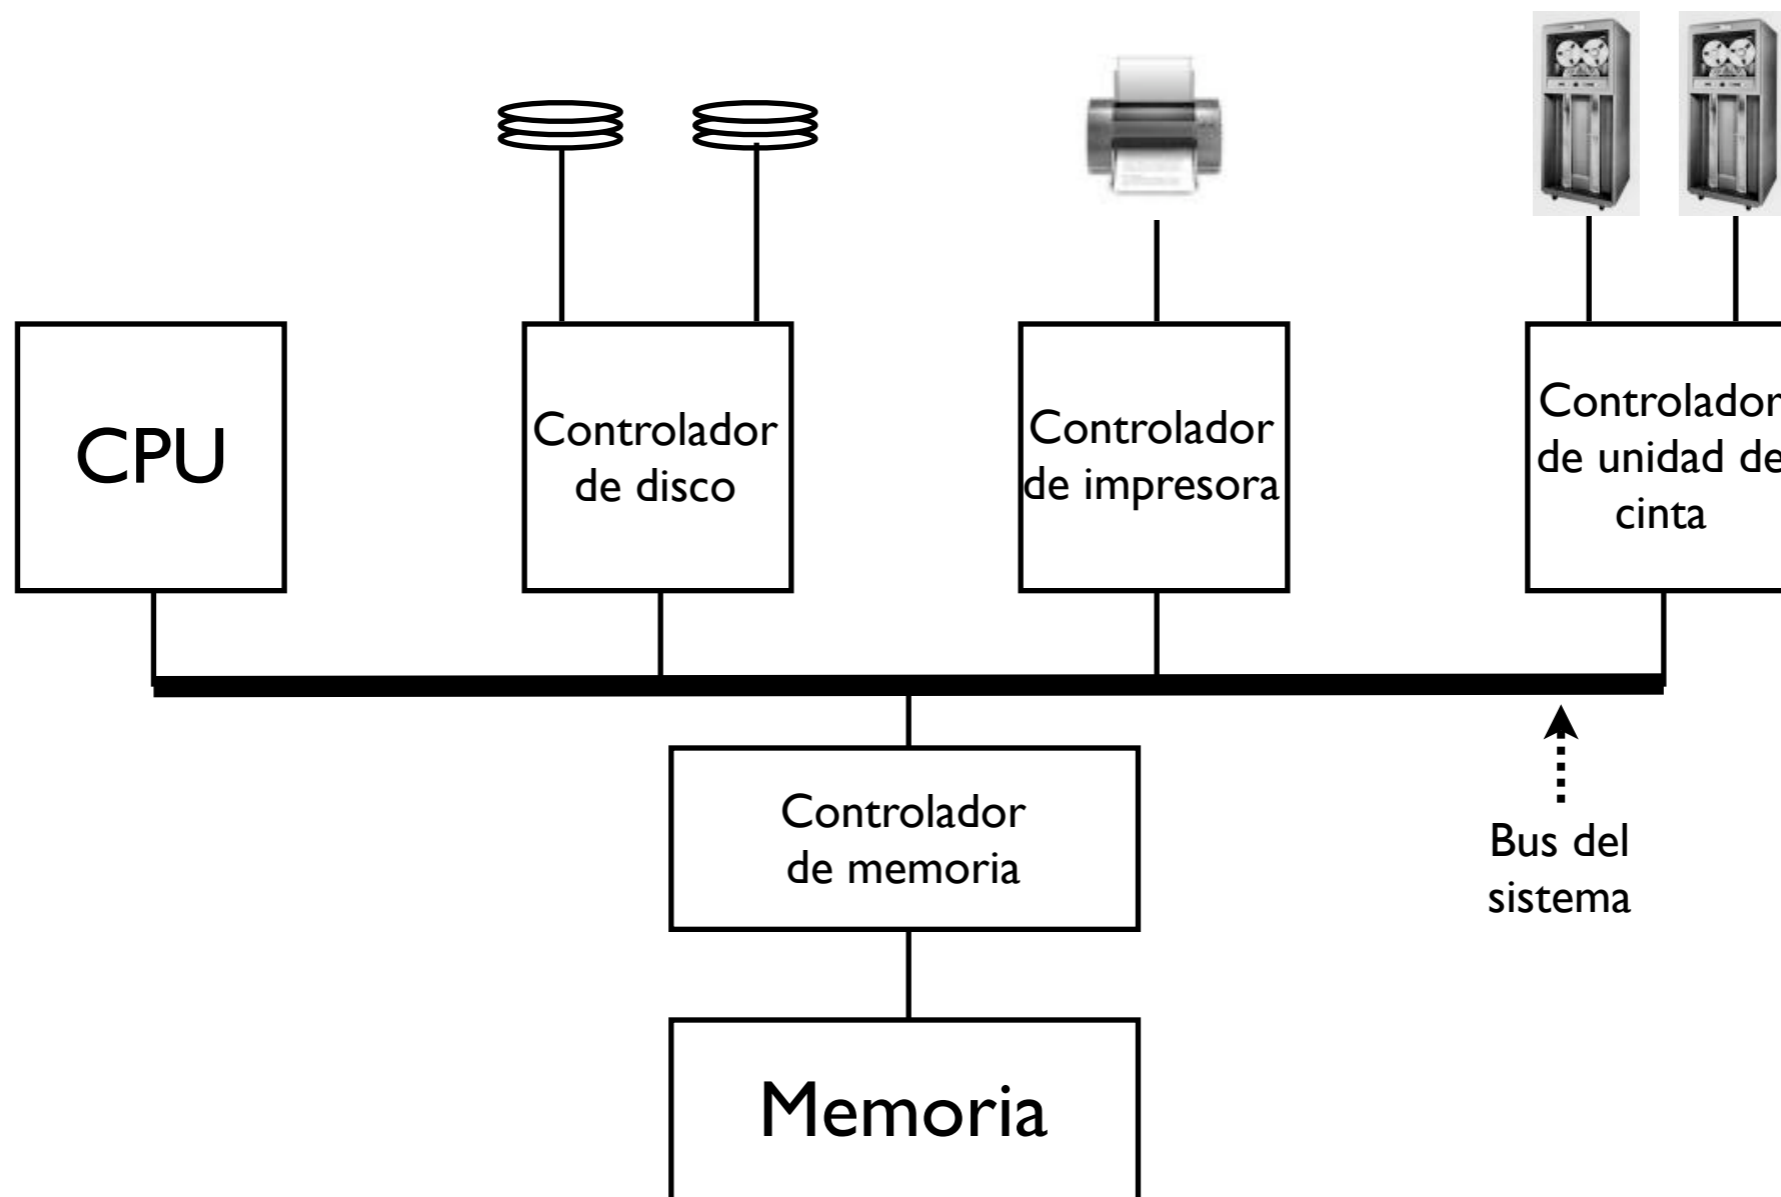 CPU
Controlador
de disco
Controlador
de impresora
Controlador
de unidad de
cinta
Controlador
de memoria
Bus del
sistema
Memoria